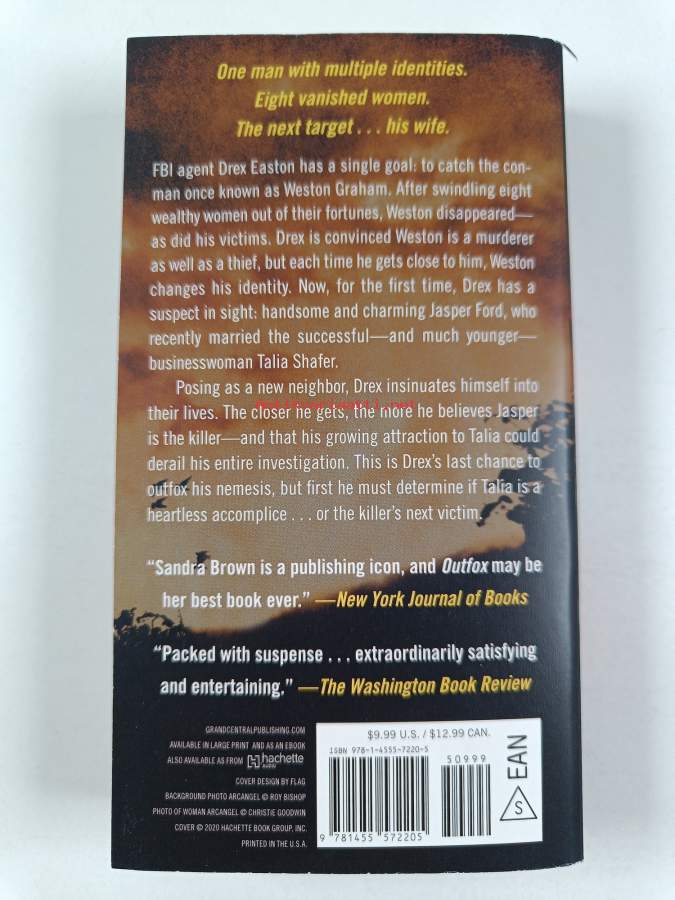 One man with multiple identities.
Eight vanished women.
The next target . . . his wife.
FBI agent Drex Easton has a single goal: to catch the con-
man once known as Weston Graham. After swindling eight
wealthy women out of their fortunes, Weston disappeared—
as did his victims. Drex is convinced Weston is a murderer
as well as a thief, but each time he gets close to him, Weston
changes his identity. Now, for the first time, Drex has a
suspect in sight: handsome and charming Jasper Ford, who
recently married the successful—and much younger—
businesswoman Talia Shafer.
Posing as a new neighbor, Drex insinuates himself into
their lives. The closer he gets, the more he believes Jasper
is the killer—and that his growing attraction to Talia could
derail his entire investigation. This is Drex's last chance to
outfox his nemesis, but first he must determine if Talia is a
heartless accomplice . . . or the killer's next victim.
"Sandra Brown is a publishing icon, and Outfox may be
her best book ever." —New York Journal of Books
"Packed with suspense . . . extraordinarily satisfying
and entertaining." —The Washington Book Review
GRANDCENTRALPUBLISHING.COM
AVAILABLE IN LARGE PRINT AND AS AN EBOOK
ALSO AVAILABLE AS FROM hachette
AUDIO
COVER DESIGN BY FLAG
BACKGROUND PHOTO ARCANGEL © ROY BISHOP
PHOTO OF WOMAN ARCANGEL © CHRISTIE GOODWIN
COVER © 2020 HACHETTE BOOK GROUP, INC.
PRINTED IN THE U.S.A.
$9.99 U.S. / $12.99 CAN.
ISBN 978-1-4555-7220-5
50999
9 781455 572205
S EAN